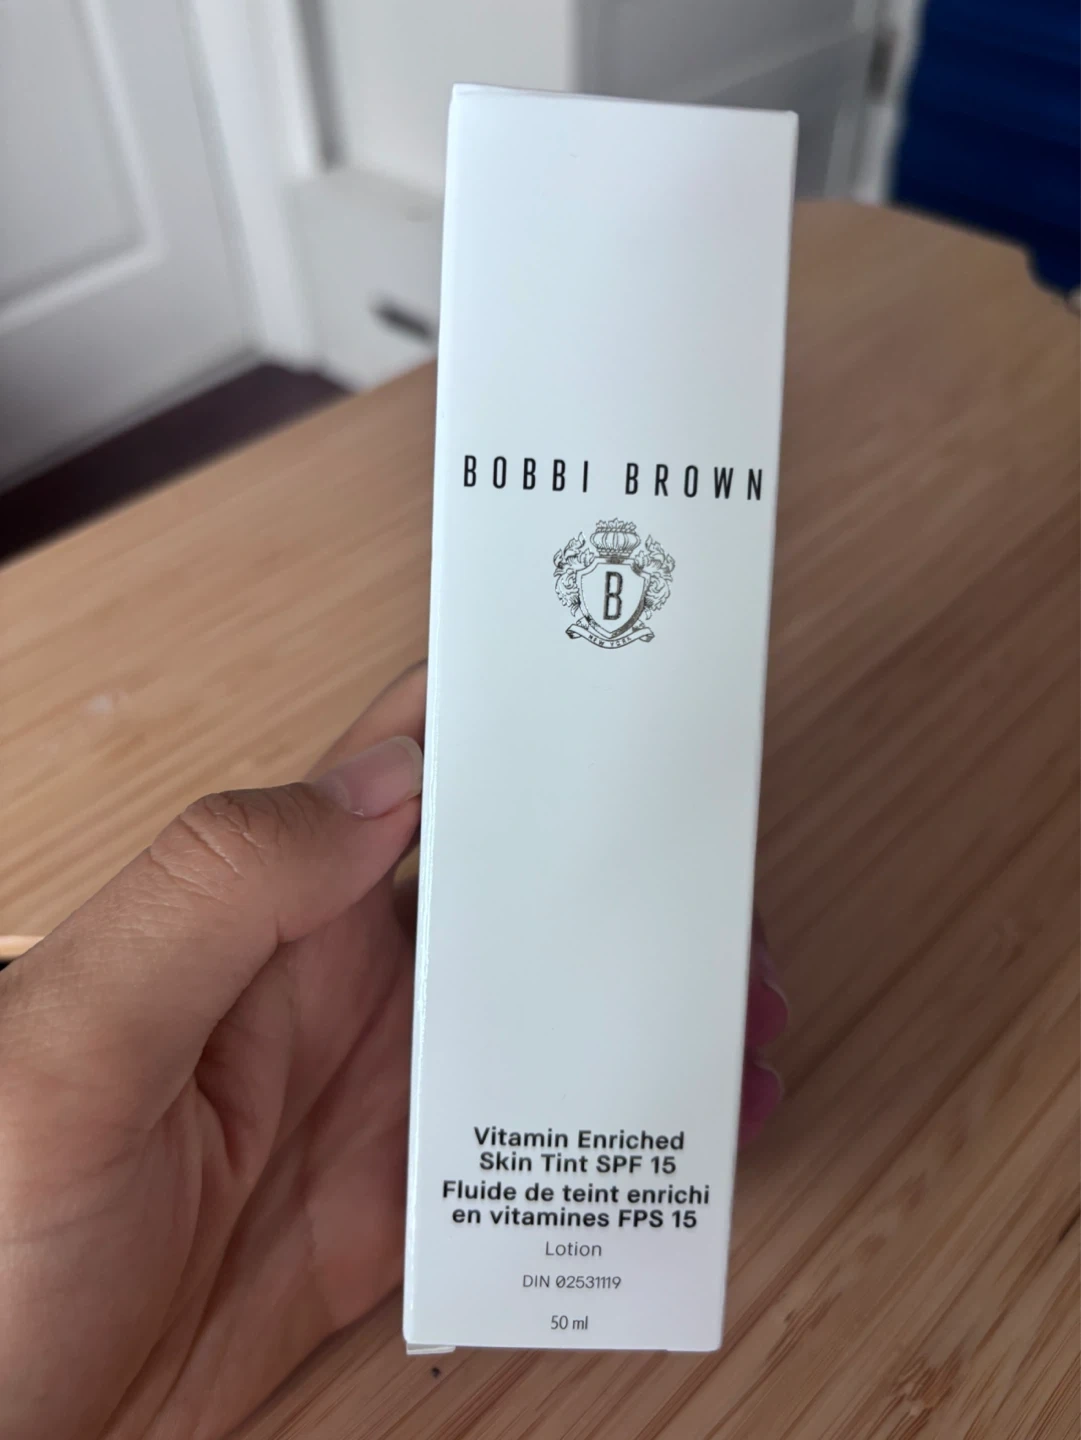 BOBBI BROWN
B
NEW YORK
Vitamin Enriched
Skin Tint SPF 15
Fluide de teint enrichi
en vitamines FPS 15
Lotion
DIN 02531119
50 ml